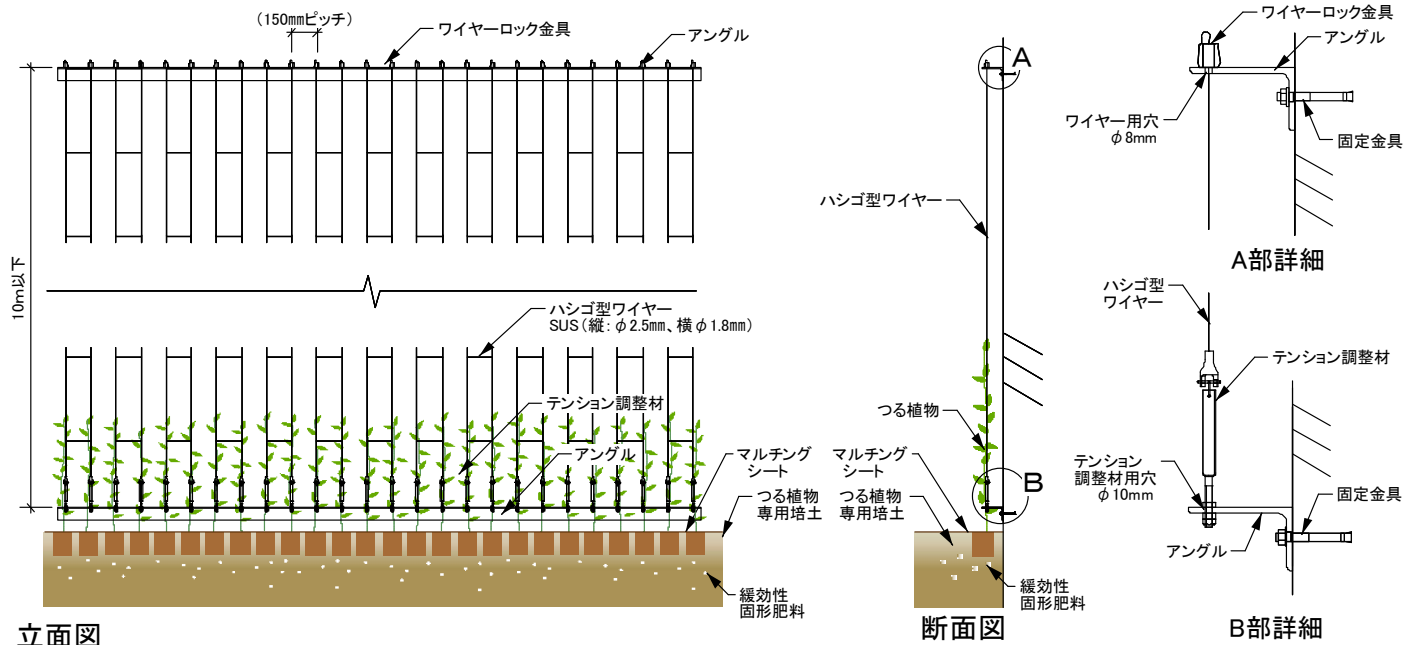 (150mmピッチ)
ワイヤーロック金具
アングル
10m以下
ハシゴ型ワイヤー
SUS(縦:φ2.5mm、横φ1.8mm)
テンション調整材
アングル
マルチング
シート
つる植物
専用培土
緩効性
固形肥料
立面図
A
ハシゴ型ワイヤー
つる植物
マルチング
シート
つる植物
専用培土
B
緩効性
固形肥料
断面図
ワイヤーロック金具
アングル
ワイヤー用穴
φ8mm
固定金具
A部詳細
ハシゴ型
ワイヤー
テンション調整材
テンション
調整材用穴
φ10mm
固定金具
アングル
B部詳細